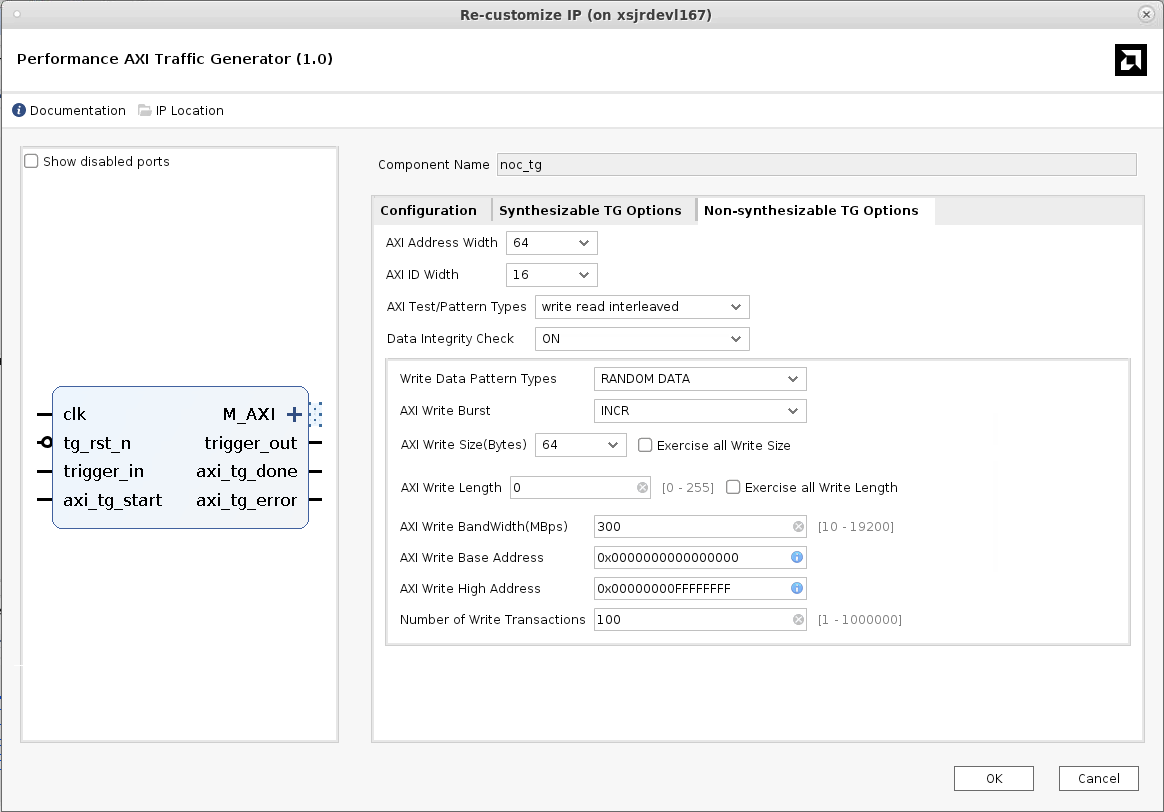 Re-customize IP (on xsjrdevl167)
Performance AXI Traffic Generator (1.0)
Documentation IP Location
Show disabled ports
clk M_AXI
tg_rst_n trigger_out
trigger_in axi_tg_done
axi_tg_start axi_tg_error
Component Name noc_tg
Configuration Synthesizable TG Options Non-synthesizable TG Options
AXI Address Width 64
AXI ID Width 16
AXI Test/Pattern Types write read interleaved
Data Integrity Check ON
Write Data Pattern Types RANDOM DATA
AXI Write Burst INCR
AXI Write Size(Bytes) 64 Exercise all Write Size
AXI Write Length 0 [0 - 255] Exercise all Write Length
AXI Write BandWidth(MBps) 300 [10 - 19200]
AXI Write Base Address 0x0000000000000000
AXI Write High Address 0x00000000FFFFFFFF
Number of Write Transactions 100 [1 - 1000000]
OK Cancel